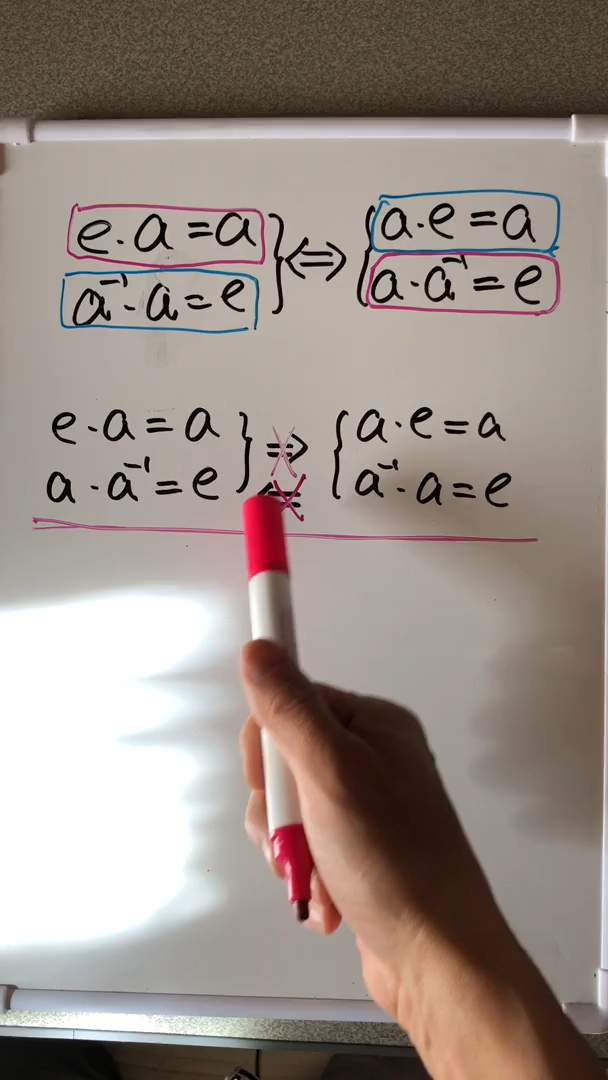 e · a = a } ⇔ { a · e = a
a⁻¹ · a = e } ⇔ { a · a⁻¹ = e
e · a = a } ⇒ { a · e = a
a · a⁻¹ = e } ⇐ { a⁻¹ · a = e